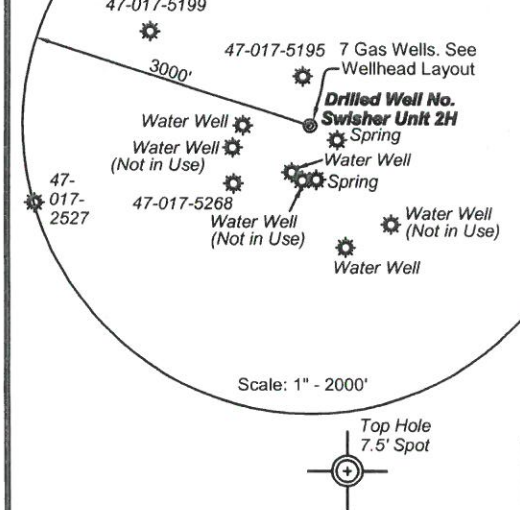 47-017-5199
47-017-5195
7 Gas Wells. See
Wellhead Layout
3000'
Drilled Well No.
Swisher Unit 2H
Water Well
Spring
Water Well
(Not in Use)
Water Well
47-
017-
2527
47-017-5268
Spring
Water Well
(Not in Use)
Water Well
(Not in Use)
Water Well
Scale: 1" - 2000'
Top Hole
7.5' Spot